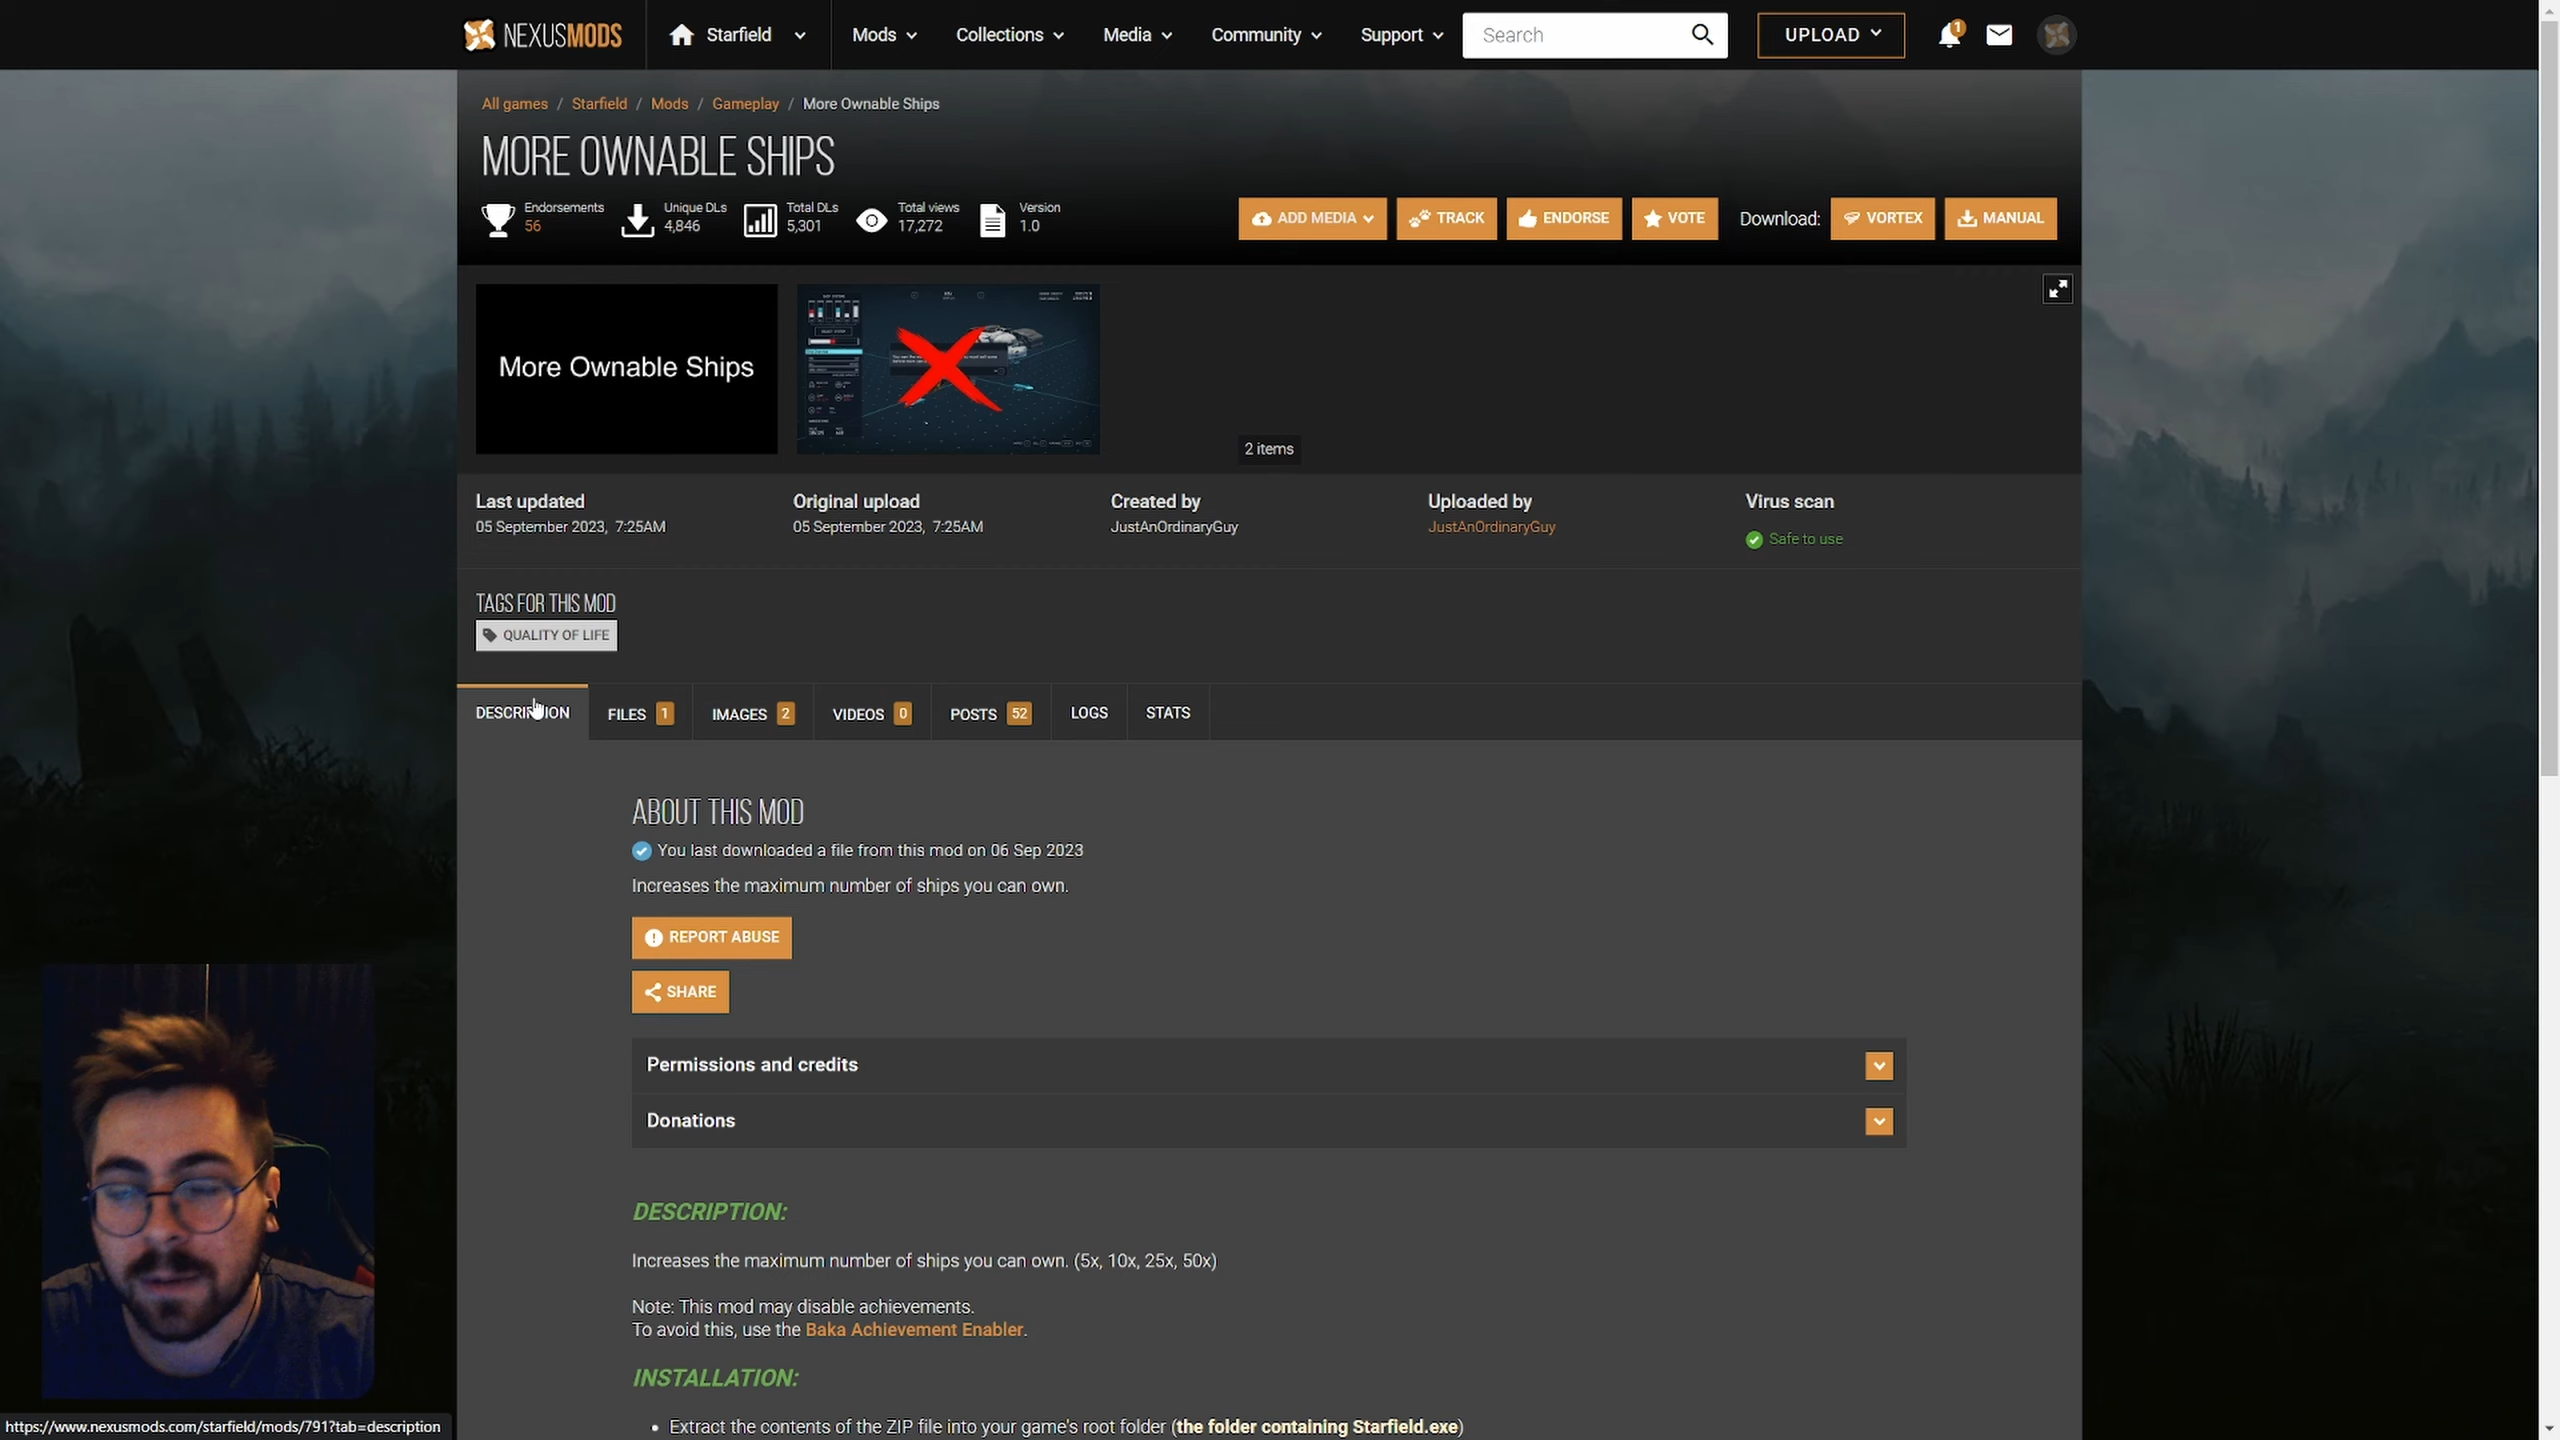 NEXUSMODS Starfield Mods Collections Media Community Support Search UPLOAD 1
All games / Starfield / Mods / Gameplay / More Ownable Ships
MORE OWNABLE SHIPS
Endorsements Unique DLs Total DLs Total views Version
56 4,846 5,301 17,272 1.0
ADD MEDIA TRACK ENDORSE VOTE Download: VORTEX MANUAL
More Ownable Ships
2 items
Last updated Original upload Created by Uploaded by Virus scan
05 September 2023, 7:25AM 05 September 2023, 7:25AM JustAnOrdinaryGuy JustAnOrdinaryGuy Safe to use
TAGS FOR THIS MOD
QUALITY OF LIFE
DESCRIPTION FILES 1 IMAGES 2 VIDEOS 0 POSTS 52 LOGS STATS
ABOUT THIS MOD
You last downloaded a file from this mod on 06 Sep 2023
Increases the maximum number of ships you can own.
REPORT ABUSE
SHARE
Permissions and credits
Donations
DESCRIPTION:
Increases the maximum number of ships you can own. (5x, 10x, 25x, 50x)
Note: This mod may disable achievements.
To avoid this, use the Baka Achievement Enabler.
INSTALLATION:
• Extract the contents of the ZIP file into your game's root folder (the folder containing Starfield.exe)
https://www.nexusmods.com/starfield/mods/791?tab=description